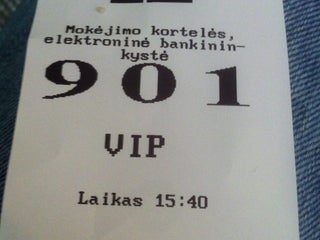 Mokėjimo kortelės,
elektroninė bankinin-
kystė
901
VIP
Laikas 15:40